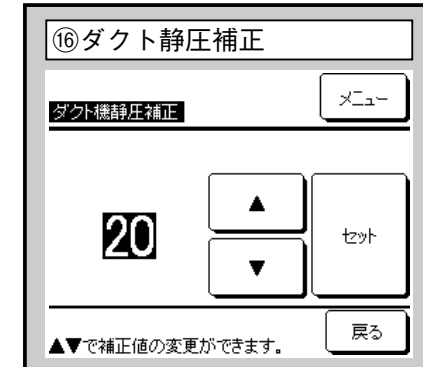 ⑯ダクト静圧補正
メニュー
ダクト機静圧補正
20
▲
▼
セット
▲▼で補正値の変更ができます。
戻る